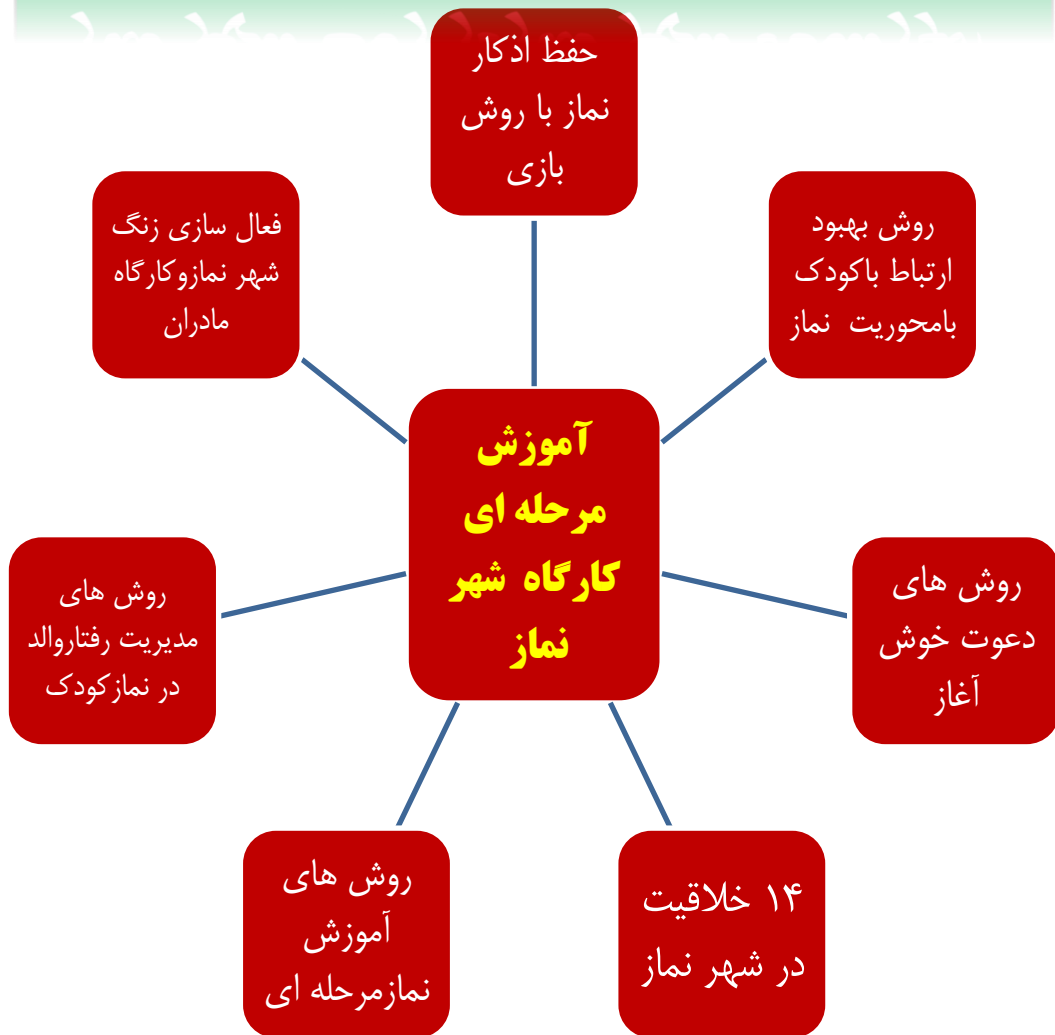 حفظ اذکار
نماز با روش
بازی
روش بهبود
ارتباط باکودک
بامحوریت نماز
روش های
دعوت خوش
آغاز
۱۴ خلاقیت
در شهر نماز
روش های
آموزش
نمازمرحله ای
روش های
مدیریت رفتاروالد
در نمازکودک
فعال سازی زنگ
شهر نمازوکارگاه
مادران
آموزش
مرحله ای
کارگاه شهر
نماز